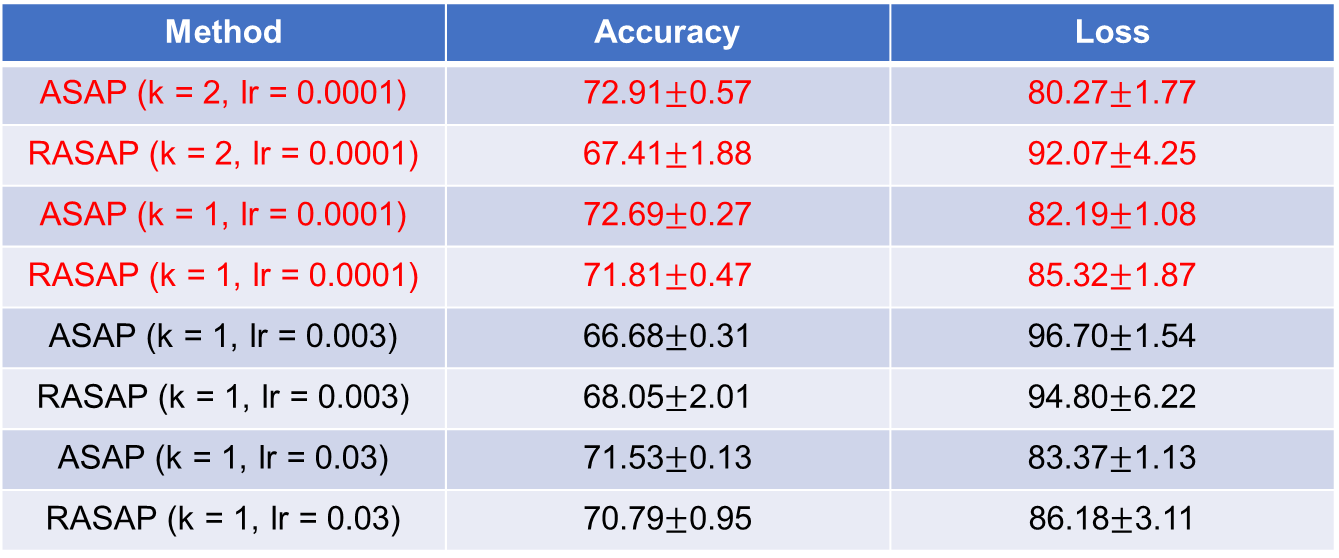 Method Accuracy Loss
ASAP (k = 2, lr = 0.0001) 72.91±0.57 80.27±1.77
RASAP (k = 2, lr = 0.0001) 67.41±1.88 92.07±4.25
ASAP (k = 1, lr = 0.0001) 72.69±0.27 82.19±1.08
RASAP (k = 1, lr = 0.0001) 71.81±0.47 85.32±1.87
ASAP (k = 1, lr = 0.003) 66.68±0.31 96.70±1.54
RASAP (k = 1, lr = 0.003) 68.05±2.01 94.80±6.22
ASAP (k = 1, lr = 0.03) 71.53±0.13 83.37±1.13
RASAP (k = 1, lr = 0.03) 70.79±0.95 86.18±3.11